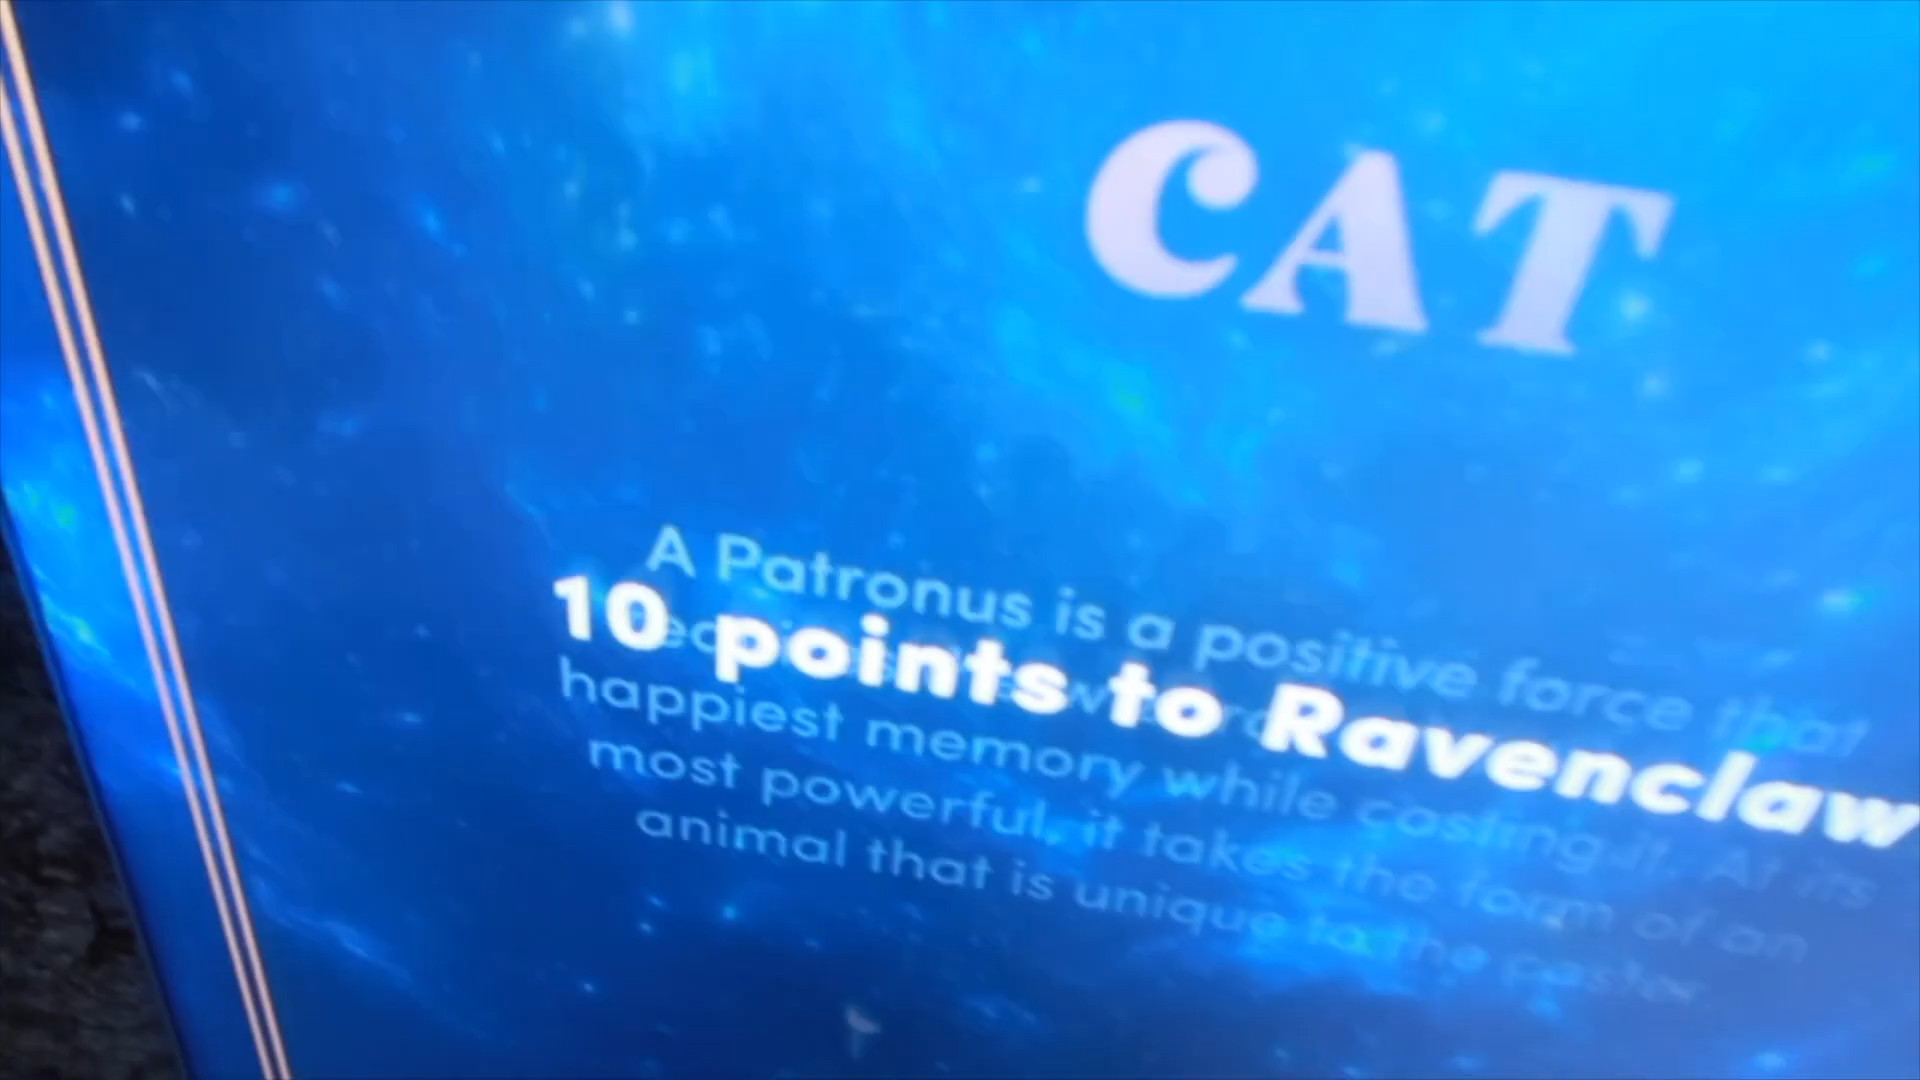 CAT
A Patronus is a positive force that
10 points to Ravenclaw
happiest memory while casting it. At its
most powerful, it takes the form of an
animal that is unique to the caster